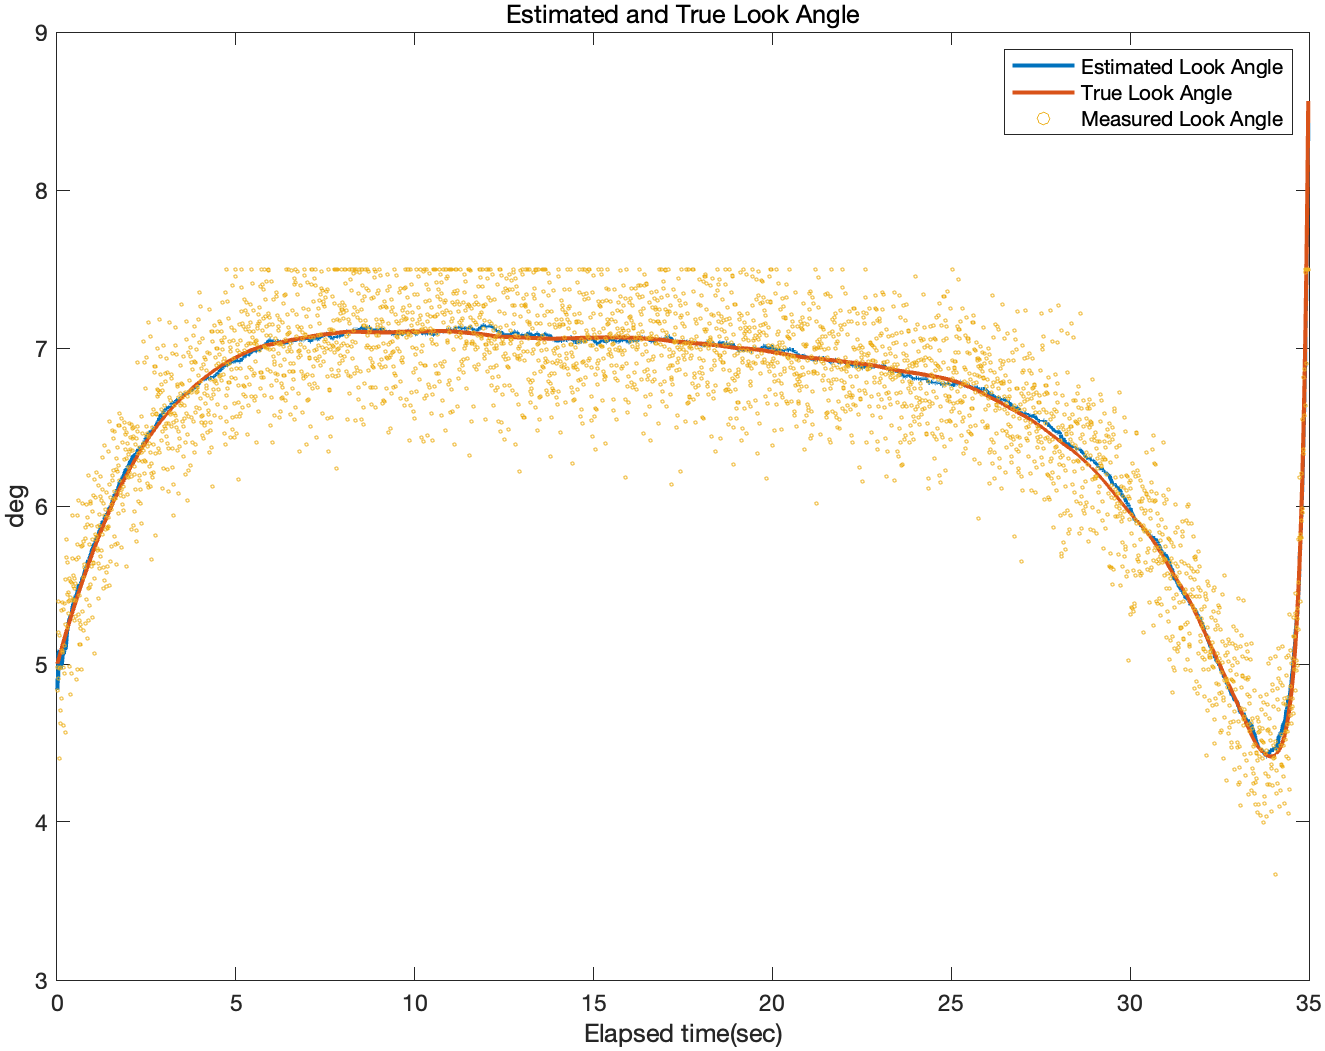 Estimated and True Look Angle
Estimated Look Angle
True Look Angle
Measured Look Angle
9
8
7
6
5
4
3
deg
0 5 10 15 20 25 30 35
Elapsed time(sec)